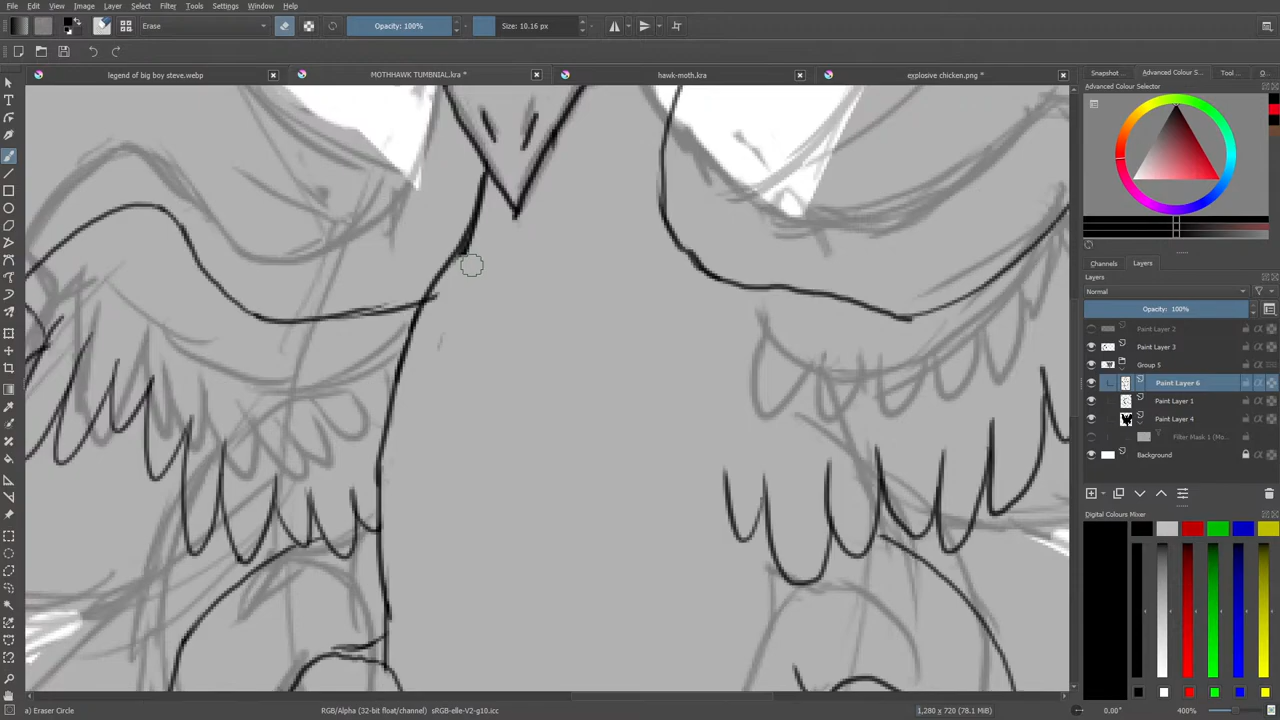 File Edit View Image Layer Select Filter Tools Settings Window Help
Erase Opacity: 100% Size: 10.16 px
legend of big boy steve.webp MOTHHAWK TUMBNIAL.kra * hawk-moth.kra explosive chicken.png *
Snapshot... Advanced Colour S... Tool... O...
Advanced Colour Selector
Channels Layers
Layers
Normal
Opacity: 100%
Paint Layer 2
Paint Layer 3
Group 5
Paint Layer 6
Paint Layer 1
Paint Layer 4
Filter Mask 1 (Mo...
Background
Digital Colours Mixer
a) Eraser Circle RGB/Alpha (32-bit float/channel) sRGB-elle-V2-g10.icc 1,280 x 720 (78.1 MiB) 0.00° 400%